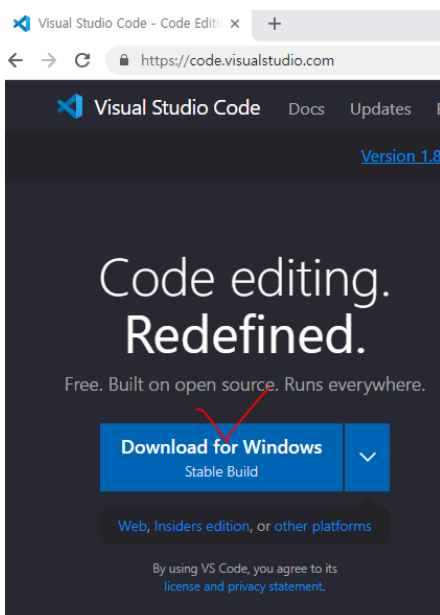 Visual Studio Code - Code Editi
https://code.visualstudio.com
Visual Studio Code Docs Updates
Version 1.8
Code editing.
Redefined.
Free. Built on open source. Runs everywhere.
Download for Windows
Stable Build
Web, Insiders edition, or other platforms
By using VS Code, you agree to its
license and privacy statement.